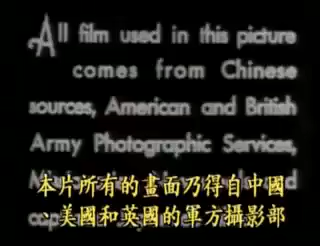 All film used in this picture
comes from Chinese
sources, American and British
Army Photographic Services,
本片所有的畫面乃得自中國
、美國和英國的軍方攝影部